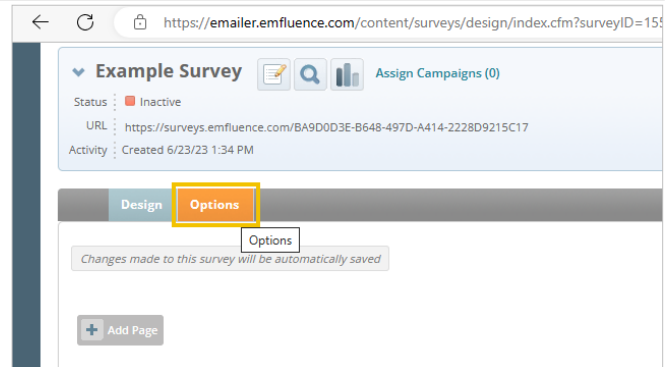 https://emailer.emfluence.com/content/surveys/design/index.cfm?surveyID=155
Example Survey Assign Campaigns (0)
Status Inactive
URL https://surveys.emfluence.com/BA9D0D3E-B648-497D-A414-2228D9215C17
Activity Created 6/23/23 1:34 PM
Design Options
Options
Changes made to this survey will be automatically saved
Add Page